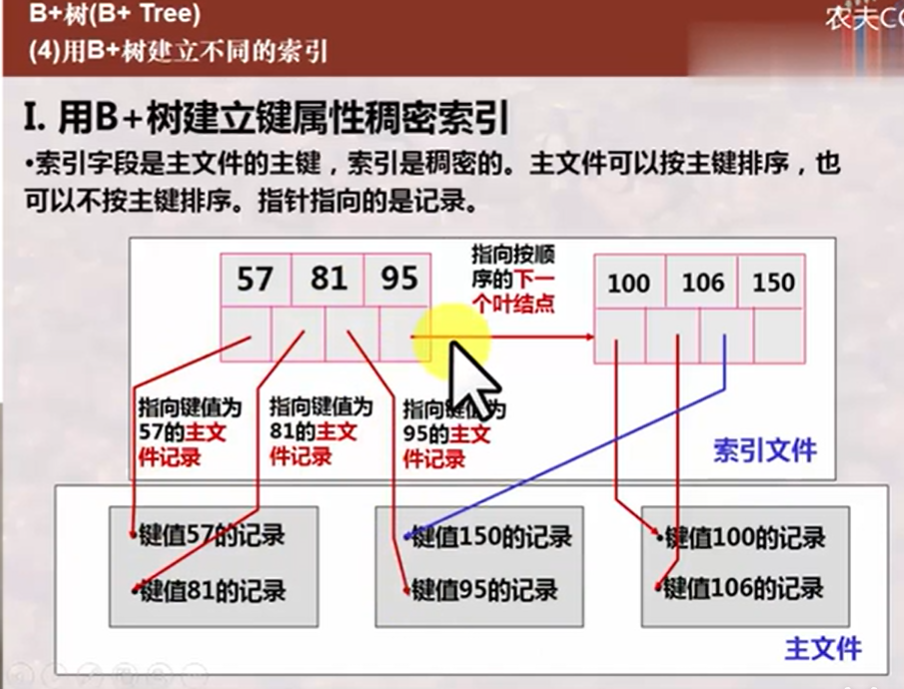 B+树(B+ Tree)
农夫CO
(4)用B+树建立不同的索引
I. 用B+树建立键属性稠密索引
•索引字段是主文件的主键，索引是稠密的。主文件可以按主键排序，也
可以不按主键排序。指针指向的是记录。
57 81 95
指向按顺
序的下一
个叶结点
100 106 150
指向键值为
57的主文
件记录
指向键值为
81的主文
件记录
指向键值为
95的主文
件记录
索引文件
键值57的记录
键值81的记录
键值150的记录
键值95的记录
键值100的记录
键值106的记录
主文件